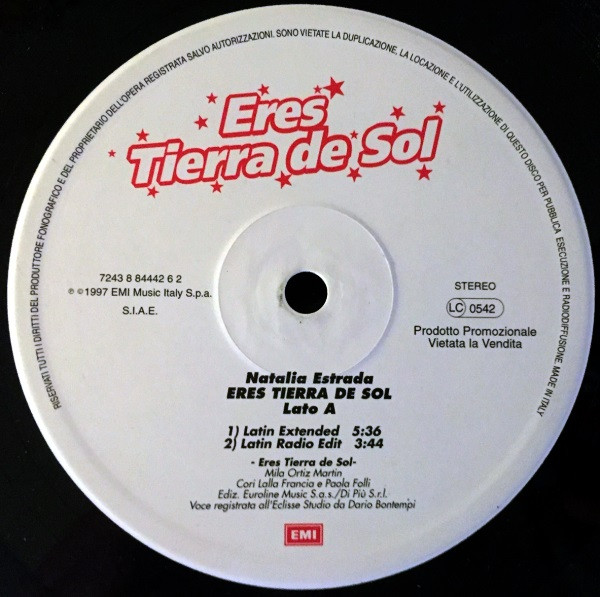 RISERVATI TUTTI I DIRITTI DEL PRODUTTORE FONOGRAFICO E DEL PROPRIETARIO DELL'OPERA REGISTRATA SALVO AUTORIZZAZIONI. SONO VIETATE LA DUPLICAZIONE, LA LOCAZIONE E L'UTILIZZAZIONE DI QUESTO DISCO PER PUBBLICA ESECUZIONE E RADIODIFFUSIONE MADE IN ITALY
Eres
Tierra de Sol
7243 8 84442 6 2
℗ ©1997 EMI Music Italy S.p.a.
S.I.A.E.
STEREO
LC 0542
Prodotto Promozionale
Vietata la Vendita
Natalia Estrada
ERES TIERRA DE SOL
Lato A
1) Latin Extended 5:36
2) Latin Radio Edit 3:44
- Eres Tierra de Sol-
Mila Ortiz Martin
Cori Lalla Francia e Paola Folli
Ediz. Euroline Music S.a.s./Di Più S.r.l.
Voce registrata all'Eclisse Studio da Dario Bontempi
EMI